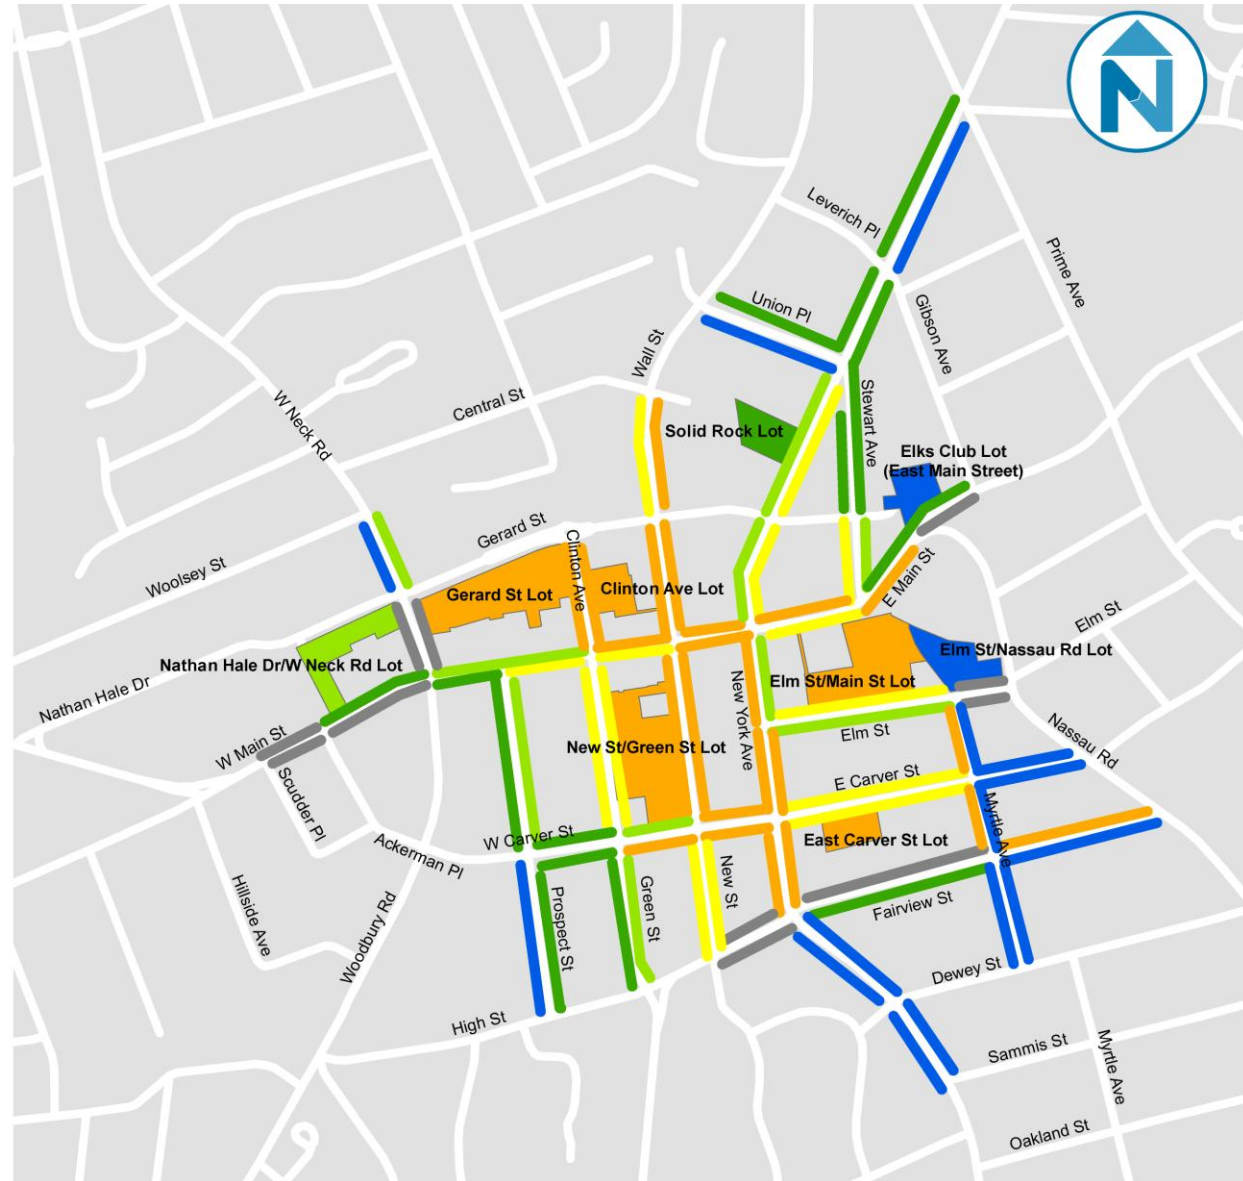 N
Leverich Pl
Prime Ave
Union Pl
Gibson Ave
Wall St
Central St
W Neck Rd
Stewart Ave
Solid Rock Lot
Elks Club Lot
(East Main Street)
Gerard St
Clinton Ave
Woolsey St
Gerard St Lot
Clinton Ave Lot
E Main St
Elm St
Nathan Hale Dr/W Neck Rd Lot
Elm St/Nassau Rd Lot
Nathan Hale Dr
Elm St/Main St Lot
New York Ave
W Main St
New St/Green St Lot
Elm St
Nassau Rd
Scudder Pl
E Carver St
Myrtle Ave
W Carver St
East Carver St Lot
Ackerman Pl
Hillside Ave
Woodbury Rd
Prospect St
Green St
New St
Fairview St
Dewey St
High St
Sammis St
Myrtle Ave
Oakland St